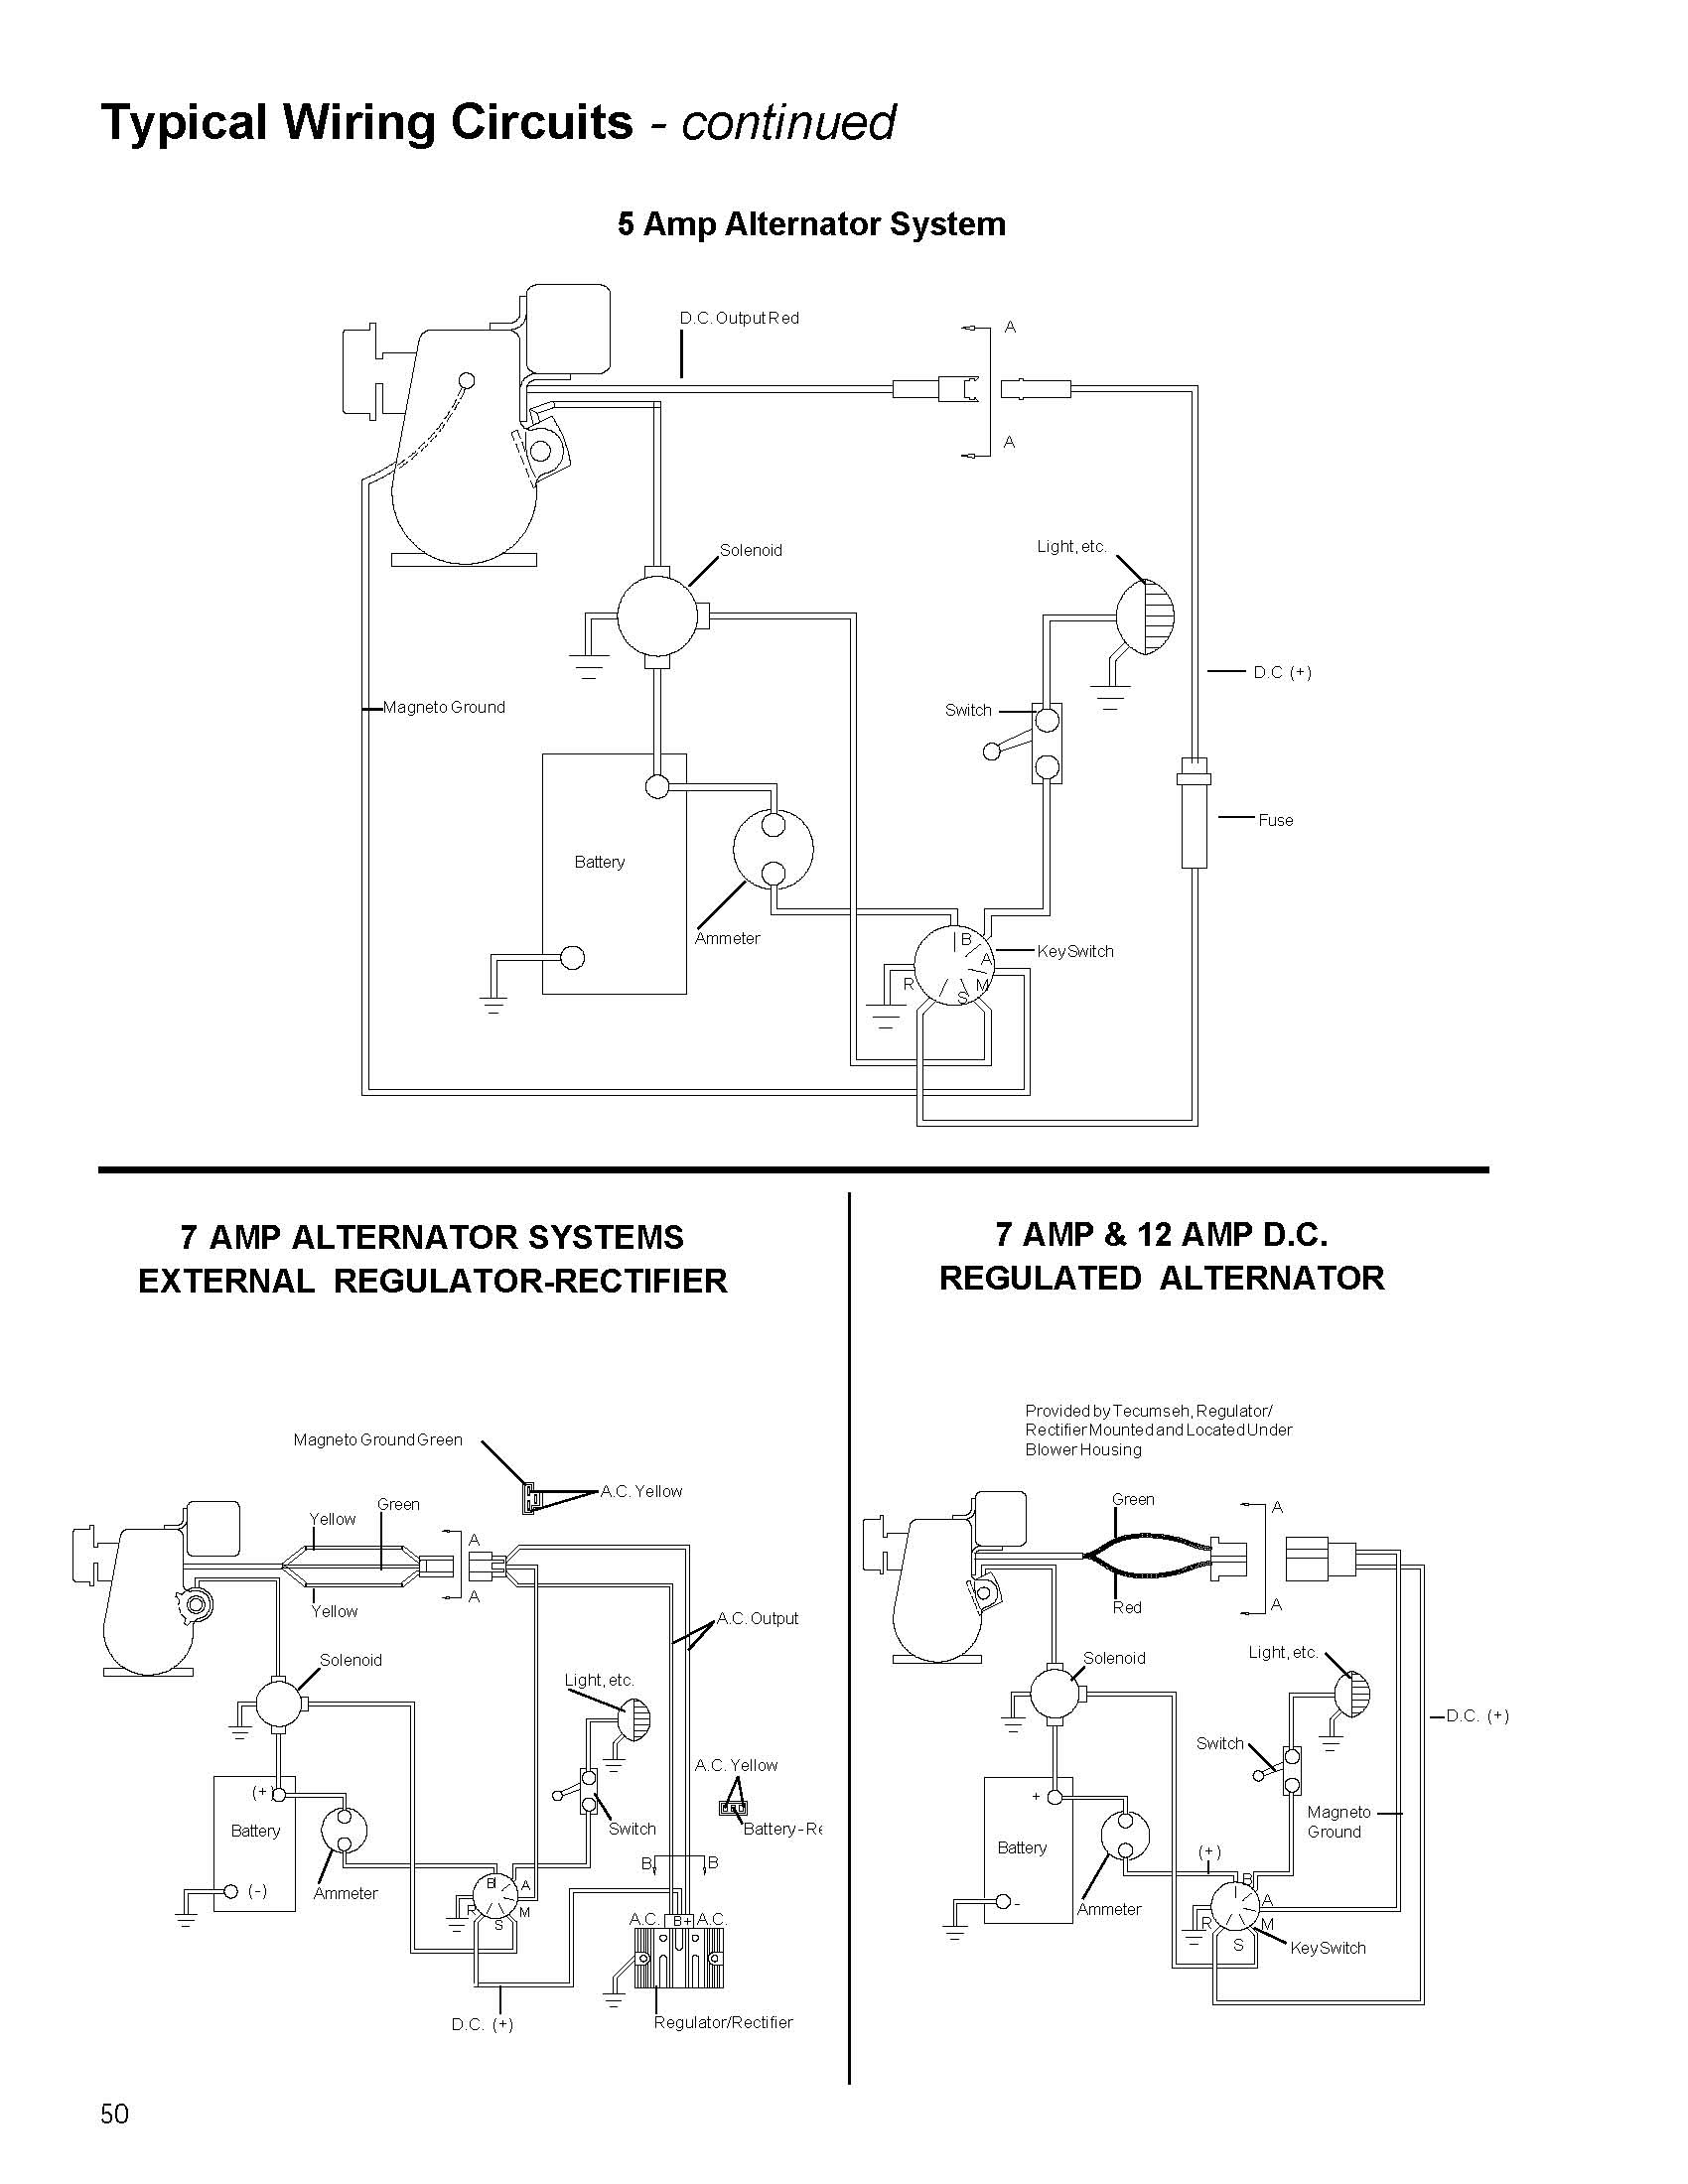 Typical Wiring Circuits - continued
5 Amp Alternator System
D.C. Output Red
A
A
Solenoid
Light, etc.
D.C (+)
Magneto Ground
Switch
Fuse
Battery
Ammeter
B
Key Switch
A
R
M
S
7 AMP ALTERNATOR SYSTEMS
EXTERNAL REGULATOR-RECTIFIER
Magneto Ground Green
A.C. Yellow
Green
Yellow
A
A
Yellow
A.C. Output
Solenoid
Light, etc.
A.C. Yellow
(+)
Battery
Switch
Battery - Re
B
B
B
A
(-)
Ammeter
R
M
S
A.C.
B+
A.C.
D.C. (+)
Regulator/Rectifier
7 AMP & 12 AMP D.C.
REGULATED ALTERNATOR
Provided by Tecumseh, Regulator/
Rectifier Mounted and Located Under
Blower Housing
Green
A
Red
A
Solenoid
Light, etc.
D.C. (+)
Switch
+
Magneto
Ground
Battery
(+)
B
-
Ammeter
A
R
M
S
Key Switch
50